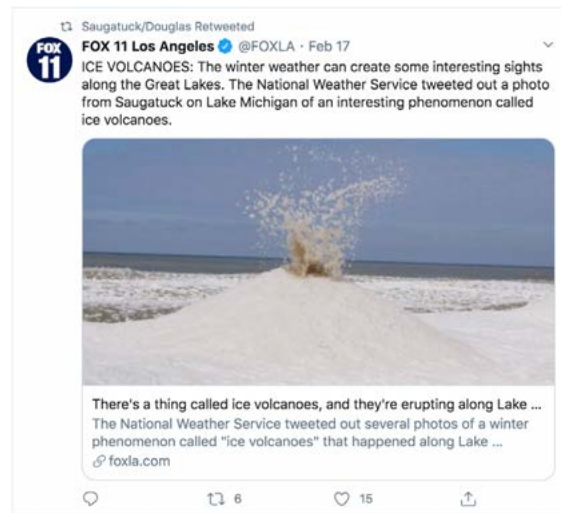 Saugatuck/Douglas Retweeted
FOX 11 Los Angeles @FOXLA · Feb 17
FOX
11
ICE VOLCANOES: The winter weather can create some interesting sights
along the Great Lakes. The National Weather Service tweeted out a photo
from Saugatuck on Lake Michigan of an interesting phenomenon called
ice volcanoes.
There's a thing called ice volcanoes, and they're erupting along Lake ...
The National Weather Service tweeted out several photos of a winter
phenomenon called "ice volcanoes" that happened along Lake ...
foxla.com
6
15